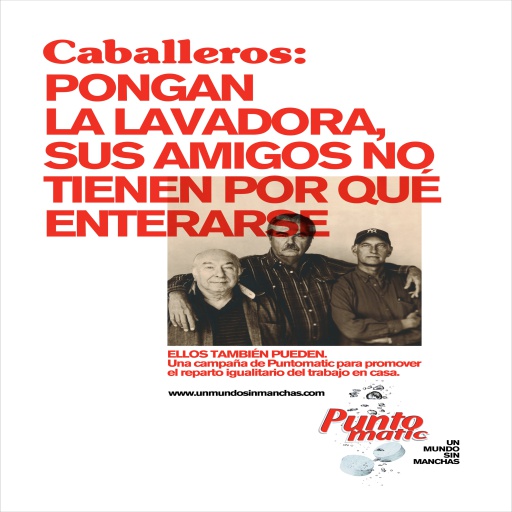 Caballeros:
PONGAN
LA LAVADORA,
SUS AMIGOS NO
TIENEN POR QUÉ
ENTERARSE
NY
ELLOS TAMBIÉN PUEDEN.
Una campaña de Puntomatic para promover
el reparto igualitario del trabajo en casa.
www.unmundosinmanchas.com
Punto
matic
UN
MUNDO
SIN
MANCHAS